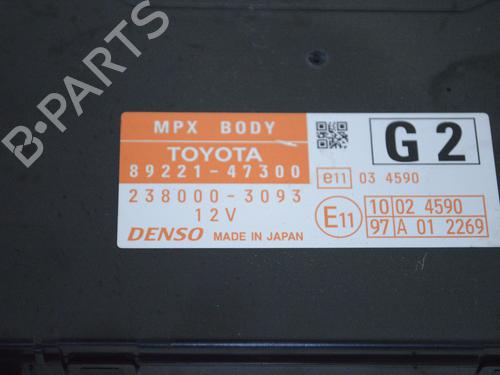 B-PARTS
MPX BODY
TOYOTA
89221-47300
238000-3093
12V
DENSO MADE IN JAPAN
G2
e11 03 4590
E11
10 02 4590
97 A 01 2269